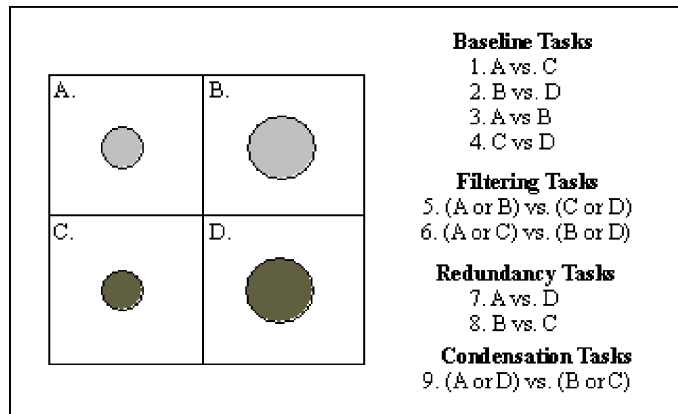 A.
B.
C.
D.
Baseline Tasks
1. A vs. C
2. B vs. D
3. A vs B
4. C vs D
Filtering Tasks
5. (A or B) vs. (C or D)
6. (A or C) vs. (B or D)
Redundancy Tasks
7. A vs. D
8. B vs. C
Condensation Tasks
9. (A or D) vs. (B or C)